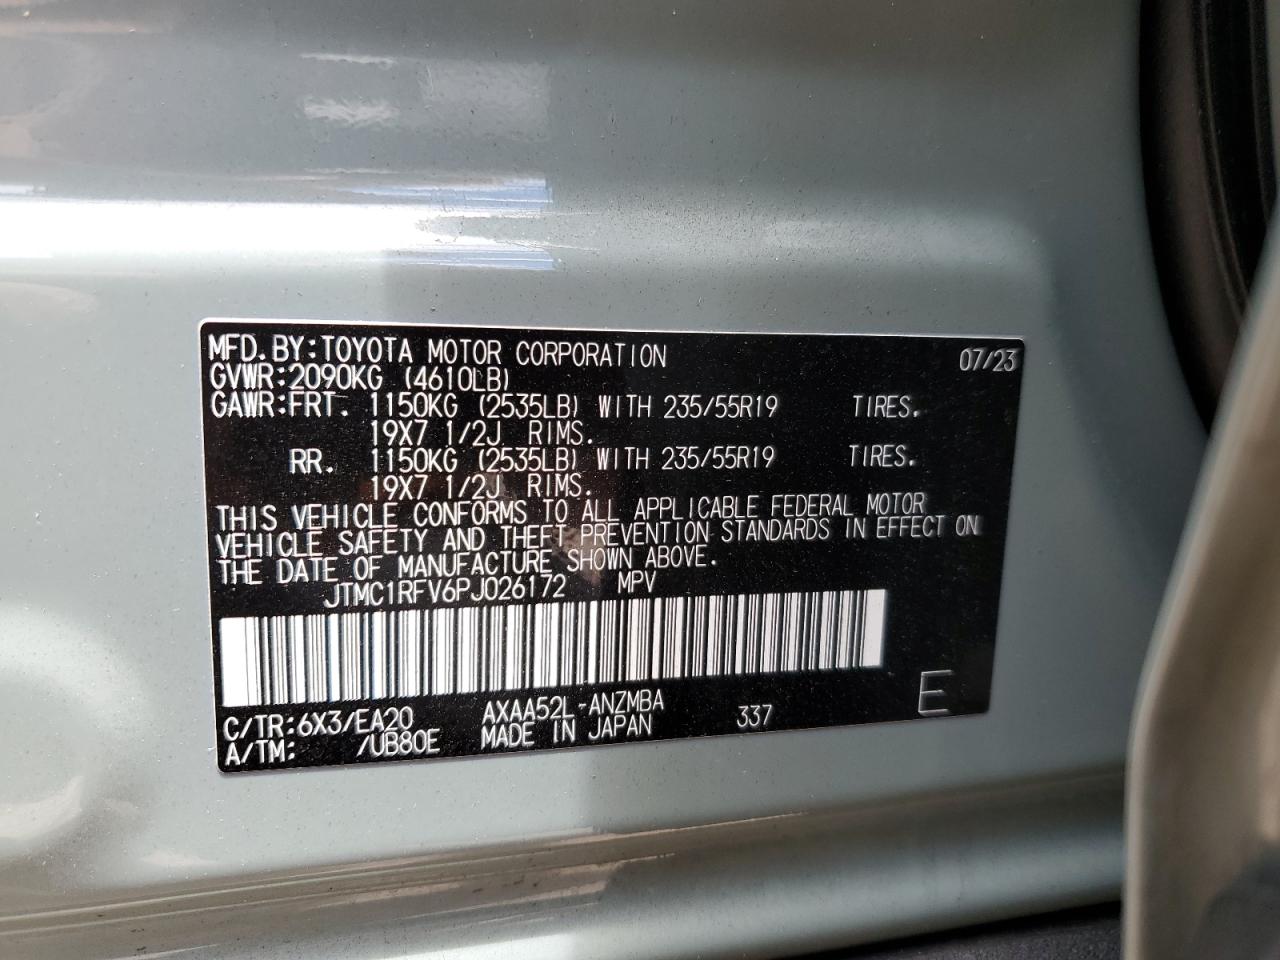 MFD.BY:TOYOTA MOTOR CORPORATION 07/23
GVWR:2090KG (4610LB)
GAWR:FRT. 1150KG (2535LB) WITH 235/55R19 TIRES.
19X7 1/2J RIMS.
RR. 1150KG (2535LB) WITH 235/55R19 TIRES.
19X7 1/2J RIMS.
THIS VEHICLE CONFORMS TO ALL APPLICABLE FEDERAL MOTOR
VEHICLE SAFETY AND THEFT PREVENTION STANDARDS IN EFFECT ON
THE DATE OF MANUFACTURE SHOWN ABOVE.
JTMC1RFV6PJ026172 MPV
C/TR:6X3/EA20 AXAA52L-ANZMBA 337 E
A/TM: /UB80E MADE IN JAPAN